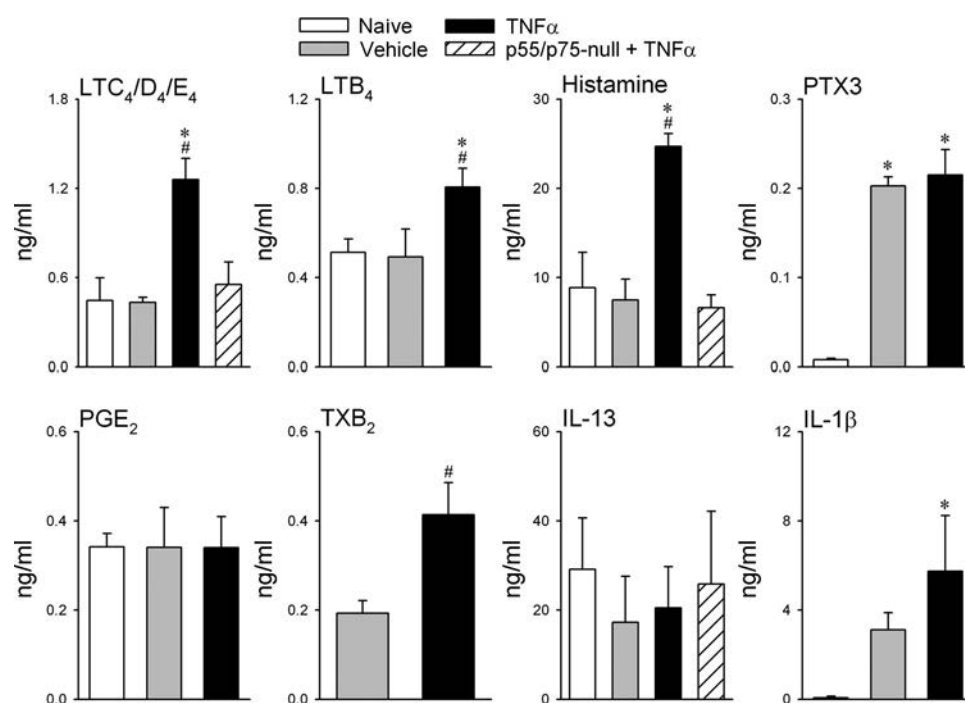 Naive TNFα
Vehicle p55/p75-null + TNFα
LTC4/D4/E4 LTB4 Histamine PTX3
1.8 1.2 30 0.3
* * * * *
# # #
1.2 0.8 20 0.2
ng/ml ng/ml ng/ml ng/ml
0.6 0.4 10 0.1
0.0 0.0 0 0.0
PGE2 TXB2 IL-13 IL-1β
0.6 0.6 60 12
# *
0.4 0.4 40 8
ng/ml ng/ml ng/ml ng/ml
0.2 0.2 20 4
0.0 0.0 0 0